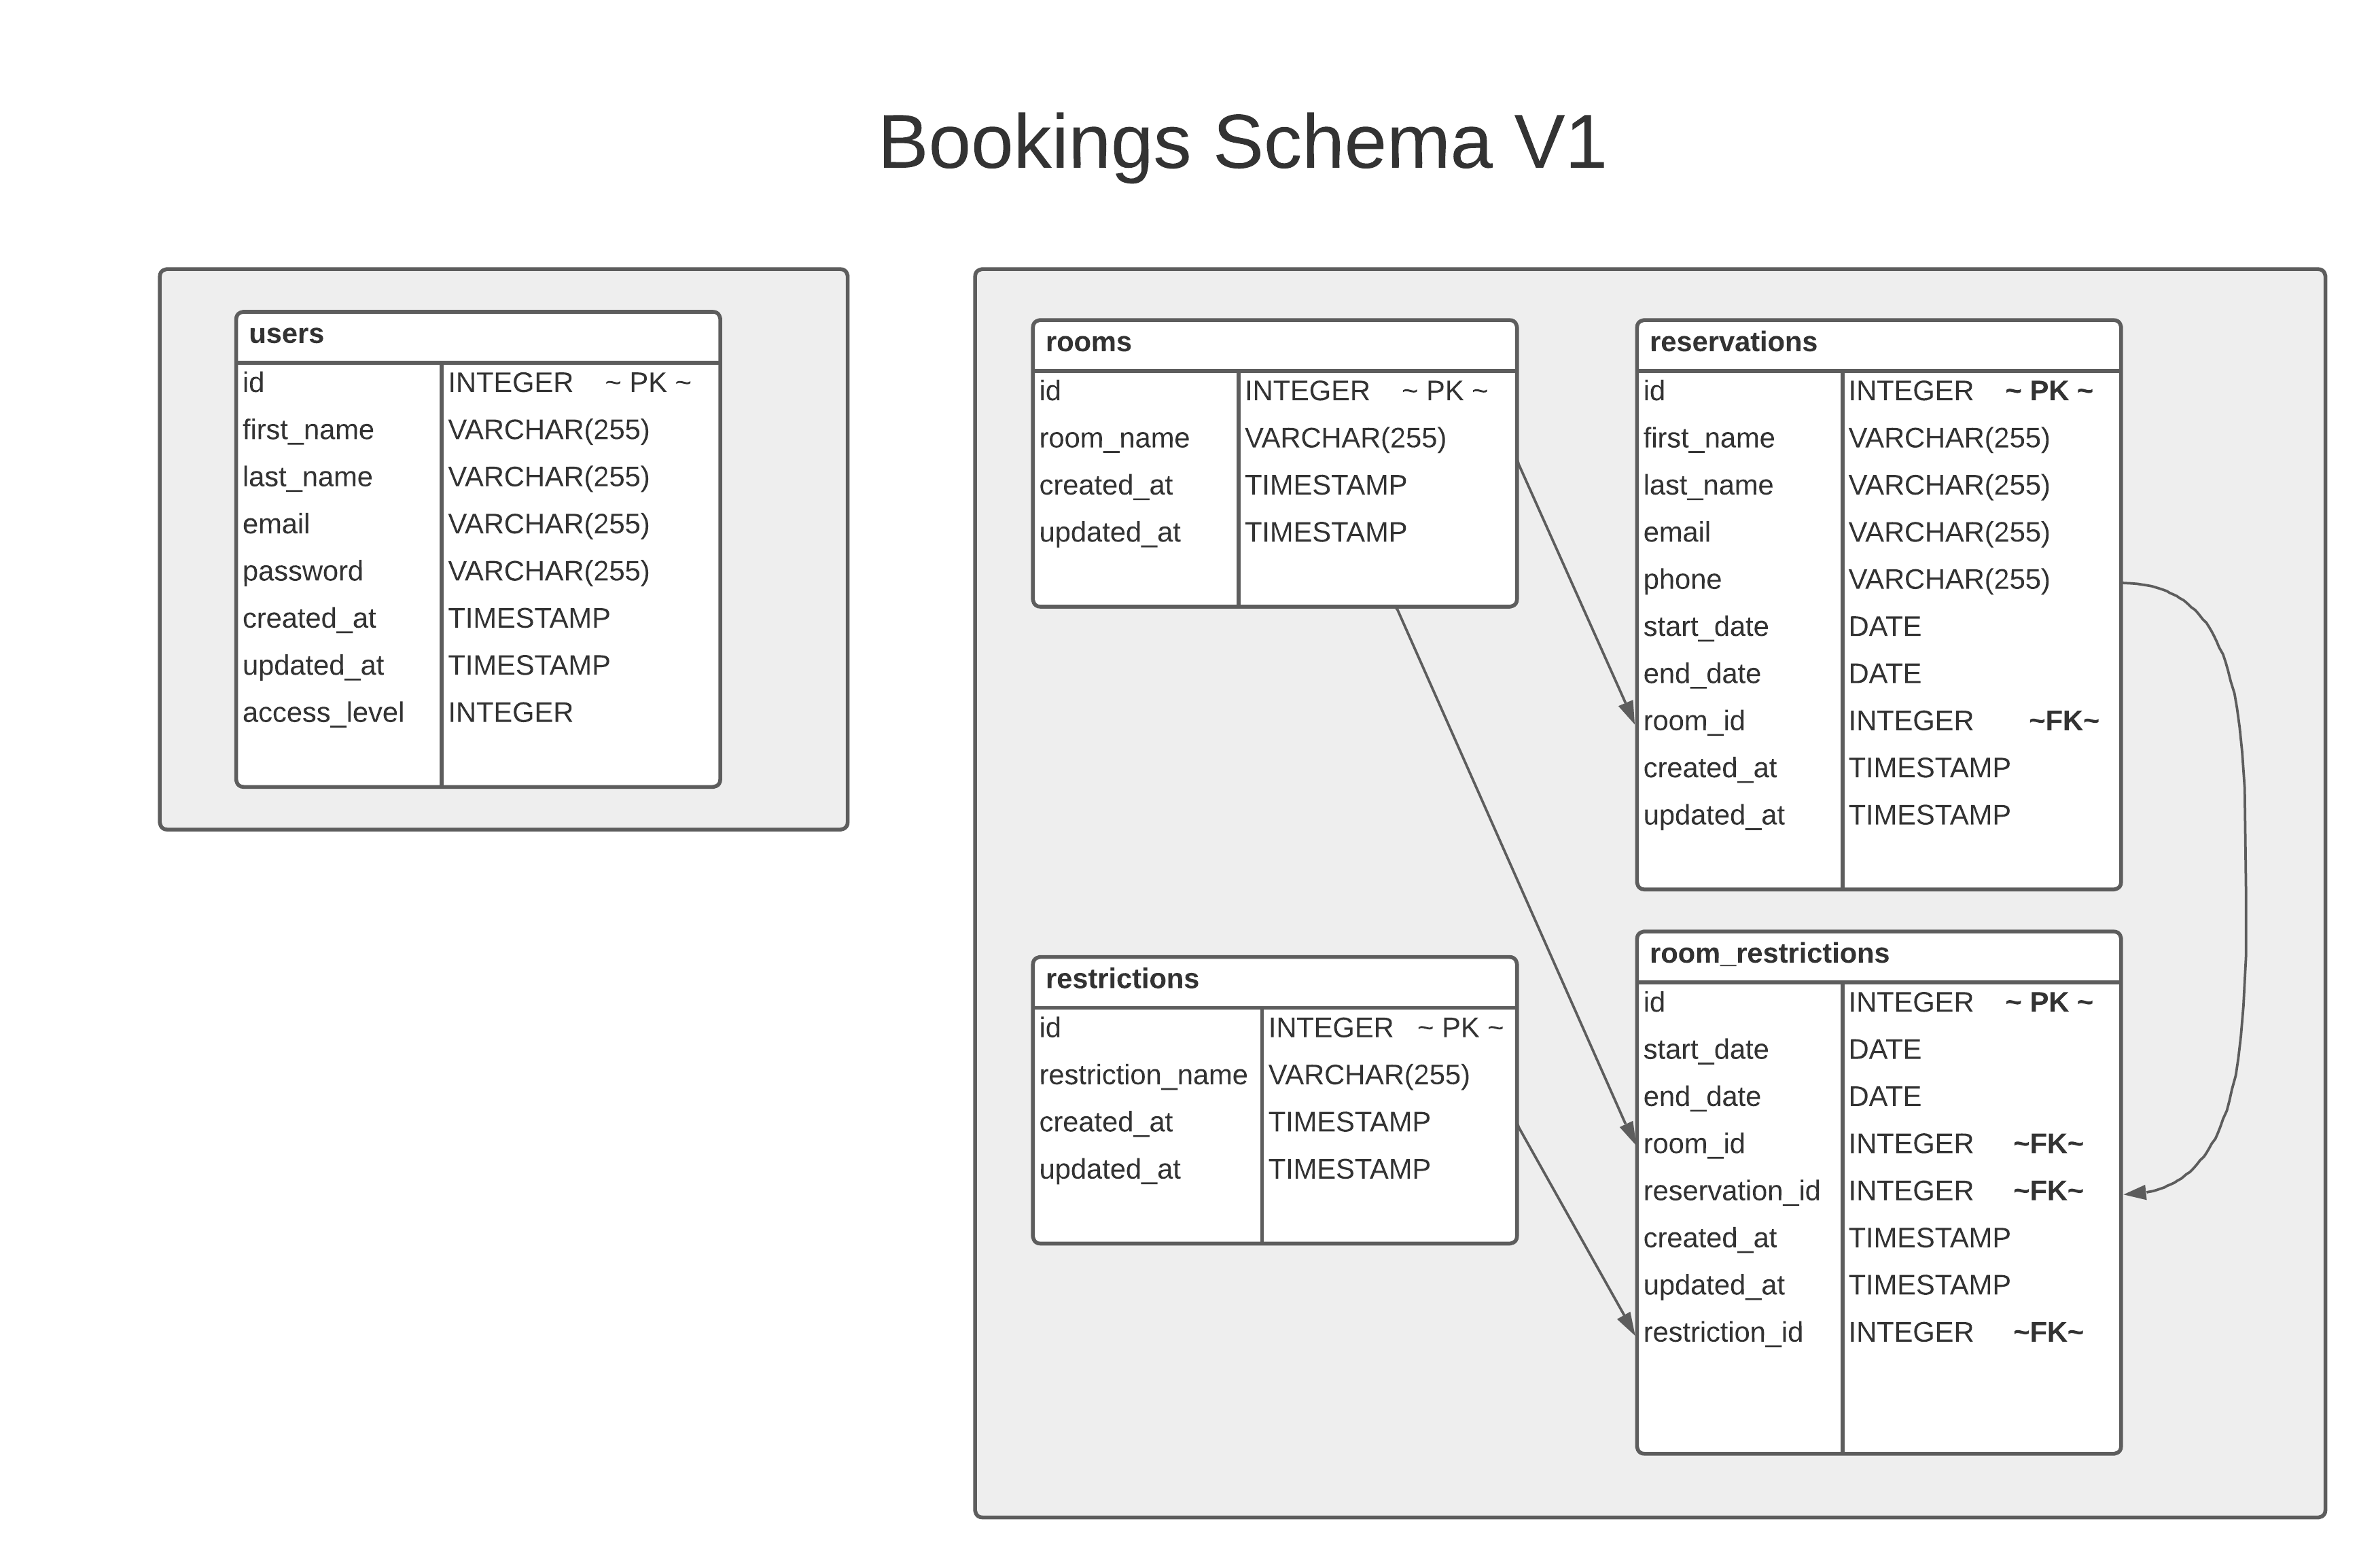 Bookings Schema V1
users
id INTEGER ~ PK ~
first_name VARCHAR(255)
last_name VARCHAR(255)
email VARCHAR(255)
password VARCHAR(255)
created_at TIMESTAMP
updated_at TIMESTAMP
access_level INTEGER
rooms
id INTEGER ~ PK ~
room_name VARCHAR(255)
created_at TIMESTAMP
updated_at TIMESTAMP
reservations
id INTEGER ~ PK ~
first_name VARCHAR(255)
last_name VARCHAR(255)
email VARCHAR(255)
phone VARCHAR(255)
start_date DATE
end_date DATE
room_id INTEGER ~FK~
created_at TIMESTAMP
updated_at TIMESTAMP
restrictions
id INTEGER ~ PK ~
restriction_name VARCHAR(255)
created_at TIMESTAMP
updated_at TIMESTAMP
room_restrictions
id INTEGER ~ PK ~
start_date DATE
end_date DATE
room_id INTEGER ~FK~
reservation_id INTEGER ~FK~
created_at TIMESTAMP
updated_at TIMESTAMP
restriction_id INTEGER ~FK~